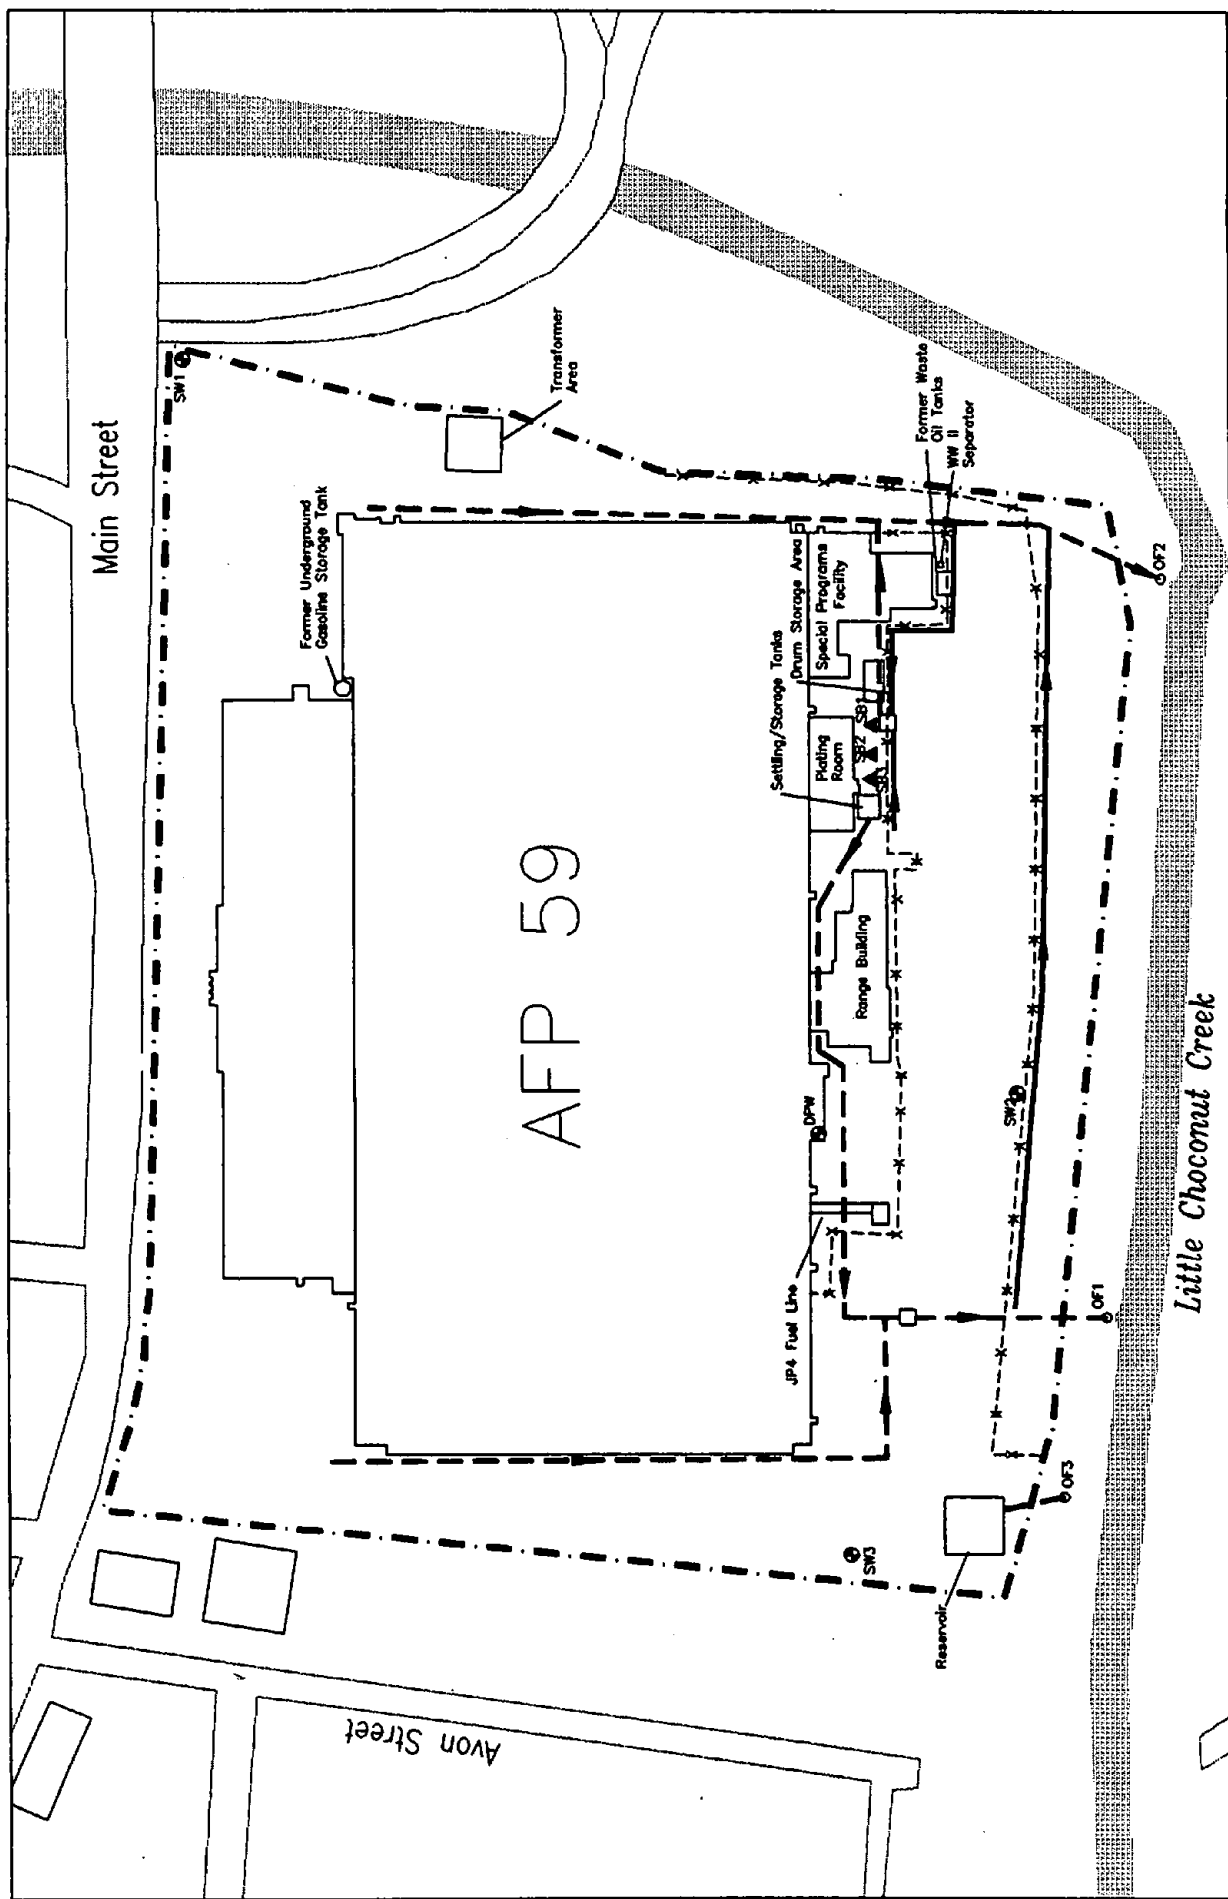 Main Street
SW1
Transformer
Area
Former Underground
Gasoline Storage Tank
Former Waste
Oil Tanks
WW II
Separator
Settling/Storage Tanks
Drum Storage Area
Special Programs
Facility
Plating
Room
SB1
SB2
SB3
AFP 59
Range Building
DPW
SW2
JP4 Fuel Line
OF2
OF1
OF3
SW3
Reservoir
Avon Street
Little Choconut Creek